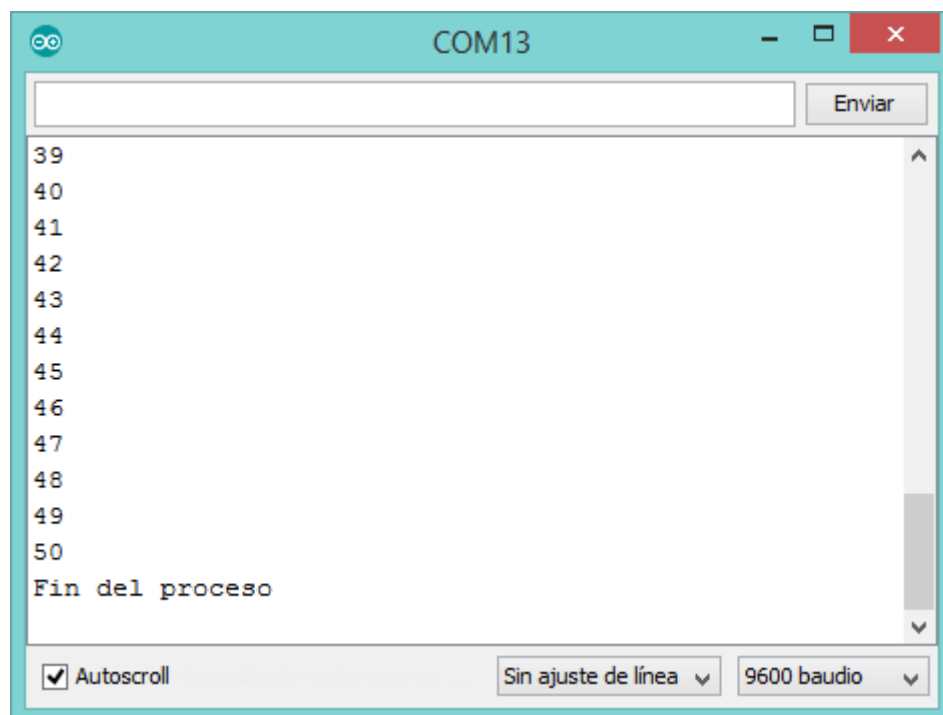 COM13
Enviar
39
40
41
42
43
44
45
46
47
48
49
50
Fin del proceso
Autoscroll
Sin ajuste de línea
9600 baudio